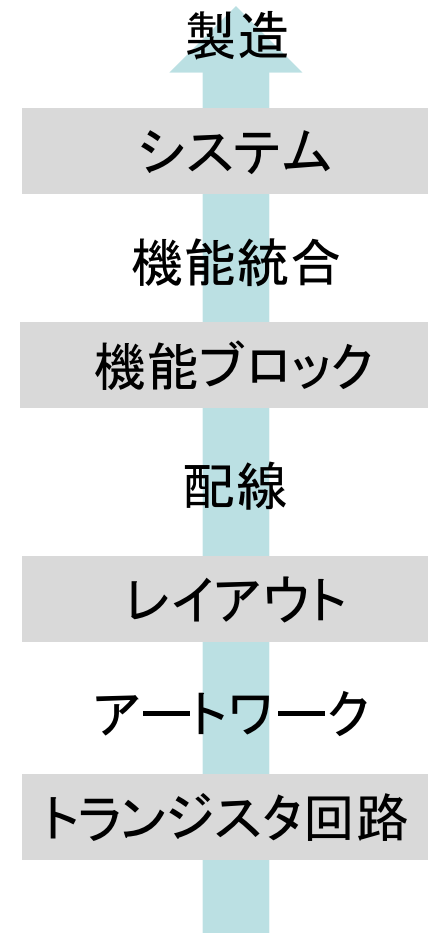 製造
システム
機能統合
機能ブロック
配線
レイアウト
アートワーク
トランジスタ回路